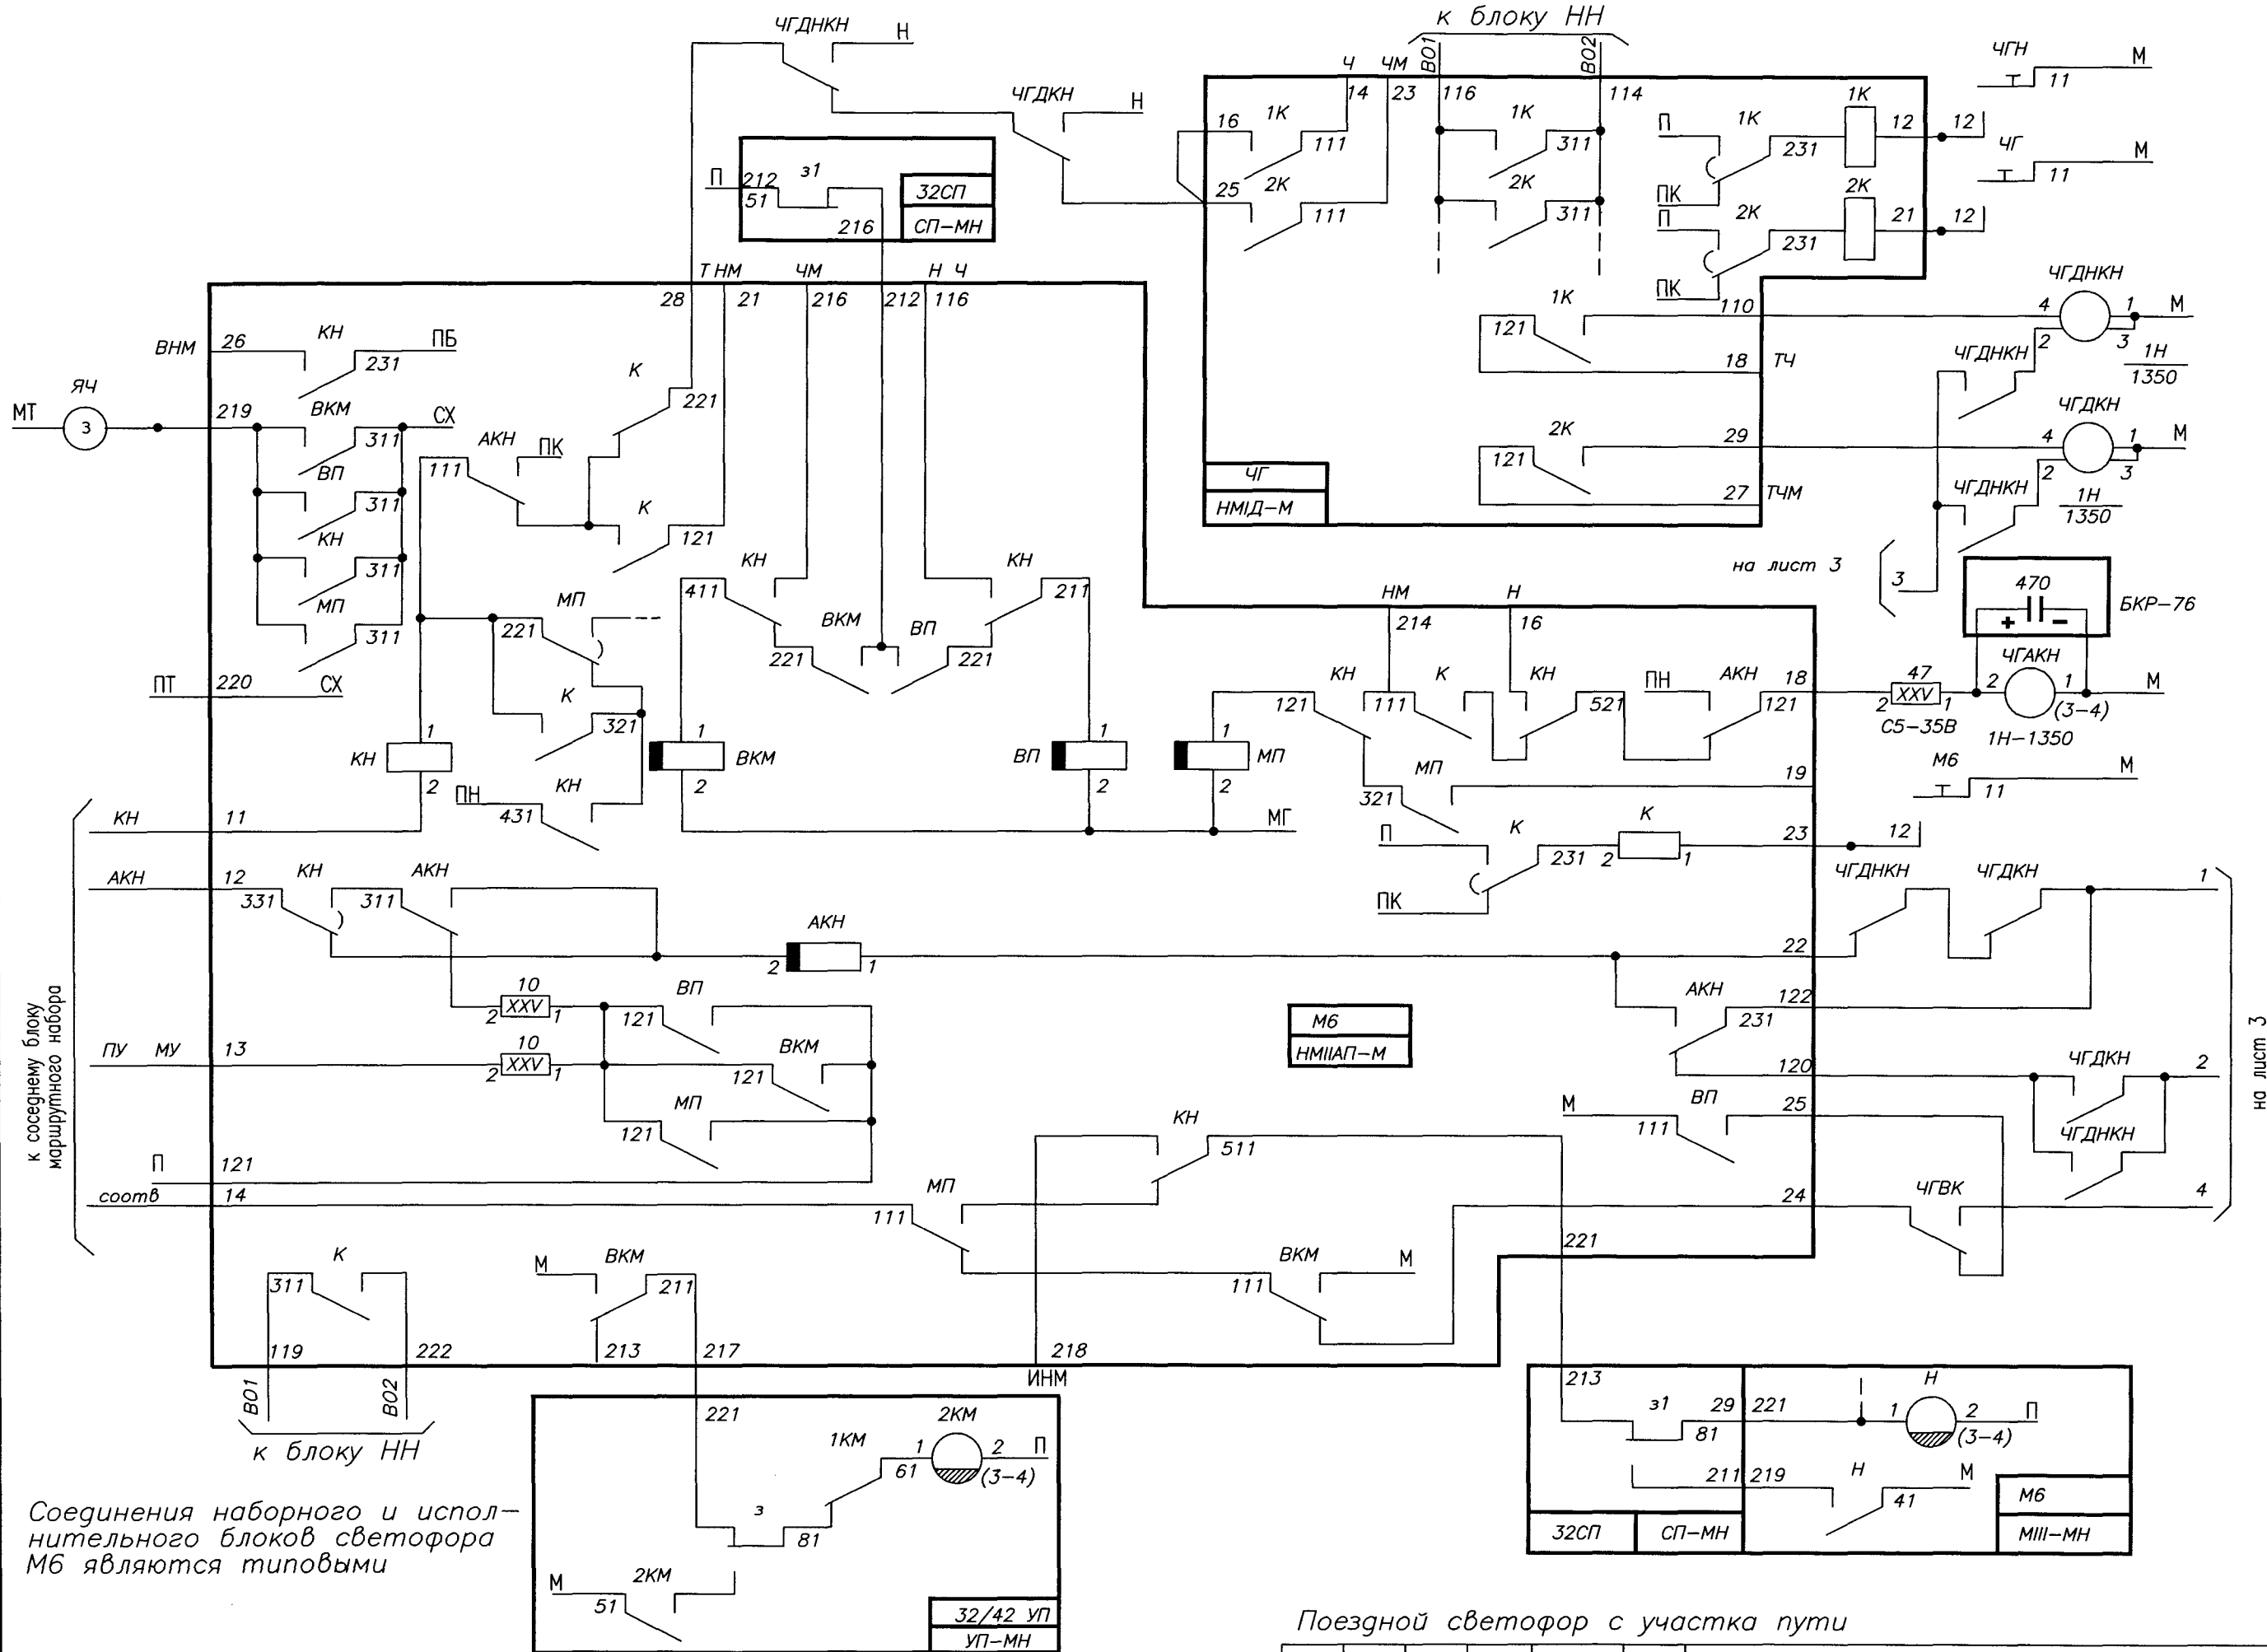 к блоку НН
ЧГДНКН Н
ВО1 ВО2
ЧГН М
11
Ч ЧМ
14 23 116 114
ЧГДКН Н
16 1К 111
1К 311
П 1К 231 1К 12 12
ЧГ М
11
25 2К 111
2К 311
ПК
П 2К 231 2К 21 12
ПК
П 212 51 з1 216
32СП
СП-МН
Т НМ ЧМ Н Ч
28 21 216 212 116
1К 121 110
18 ТЧ
ЧГДНКН
4 1 М
2 3
ЧГДНКН
1Н
1350
2К 121 29
27 ТЧМ
ЧГДКН
4 1 М
2 3
ЧГДНКН
1Н
1350
ЧГ
НМIД-М
на лист 3
3
ВНМ 26 КН 231 ПБ
МТ ЯЧ 3 219 ВКМ 311 СХ
ВП 311
КН 311
МП 311
ПТ 220 СХ
К 221
АКН 111 ПК
К 121
МП 221
К 321
КН 1 2
ПН КН 431
КН 411
ВКМ 221
ВП 221
КН 211
1 ВКМ 2
ВП 1 2
1 МП 2
МГ
НМ Н
214 16
КН 121 111 К КН 521 ПН АКН 121 18
МП 321 19
П К 231 2 К 1 23 12
ПК
470
+ −
БКР-76
47
2 XXV 1
С5-35В
ЧГАКН
2 1 М
(3-4)
1Н-1350
М6 М
11
к соседнему блоку
маршрутного набора
КН 11
АКН 12 КН 331 АКН 311
АКН 2 1
22 ЧГДНКН ЧГДКН 1
10
2 XXV 1
ВП 121
АКН 231 122
120 ЧГДКН 2
ЧГДНКН
ПУ МУ 13
10
2 XXV 1
ВКМ 121
МП 121
М6
НМIIАП-М
М ВП 111 25
П 121
соотв 14 МП 111
КН 511
24 ЧГВК 4
221
на лист 3
ВКМ 111 М
К 311
М ВКМ 211
119 222 213 217 218
ИНМ
ВО1 ВО2
к блоку НН
Соединения наборного и испол-
нительного блоков светофора
М6 являются типовыми
221
2КМ
1КМ 61 1 2 П
(3-4)
з 81
М 2КМ 51
32/42 УП
УП-МН
213
з1 81 29 221 Н 1 2 П
(3-4)
211 219 Н 41 М
32СП СП-МН
М6
МIII-МН
Поездной светофор с участка пути